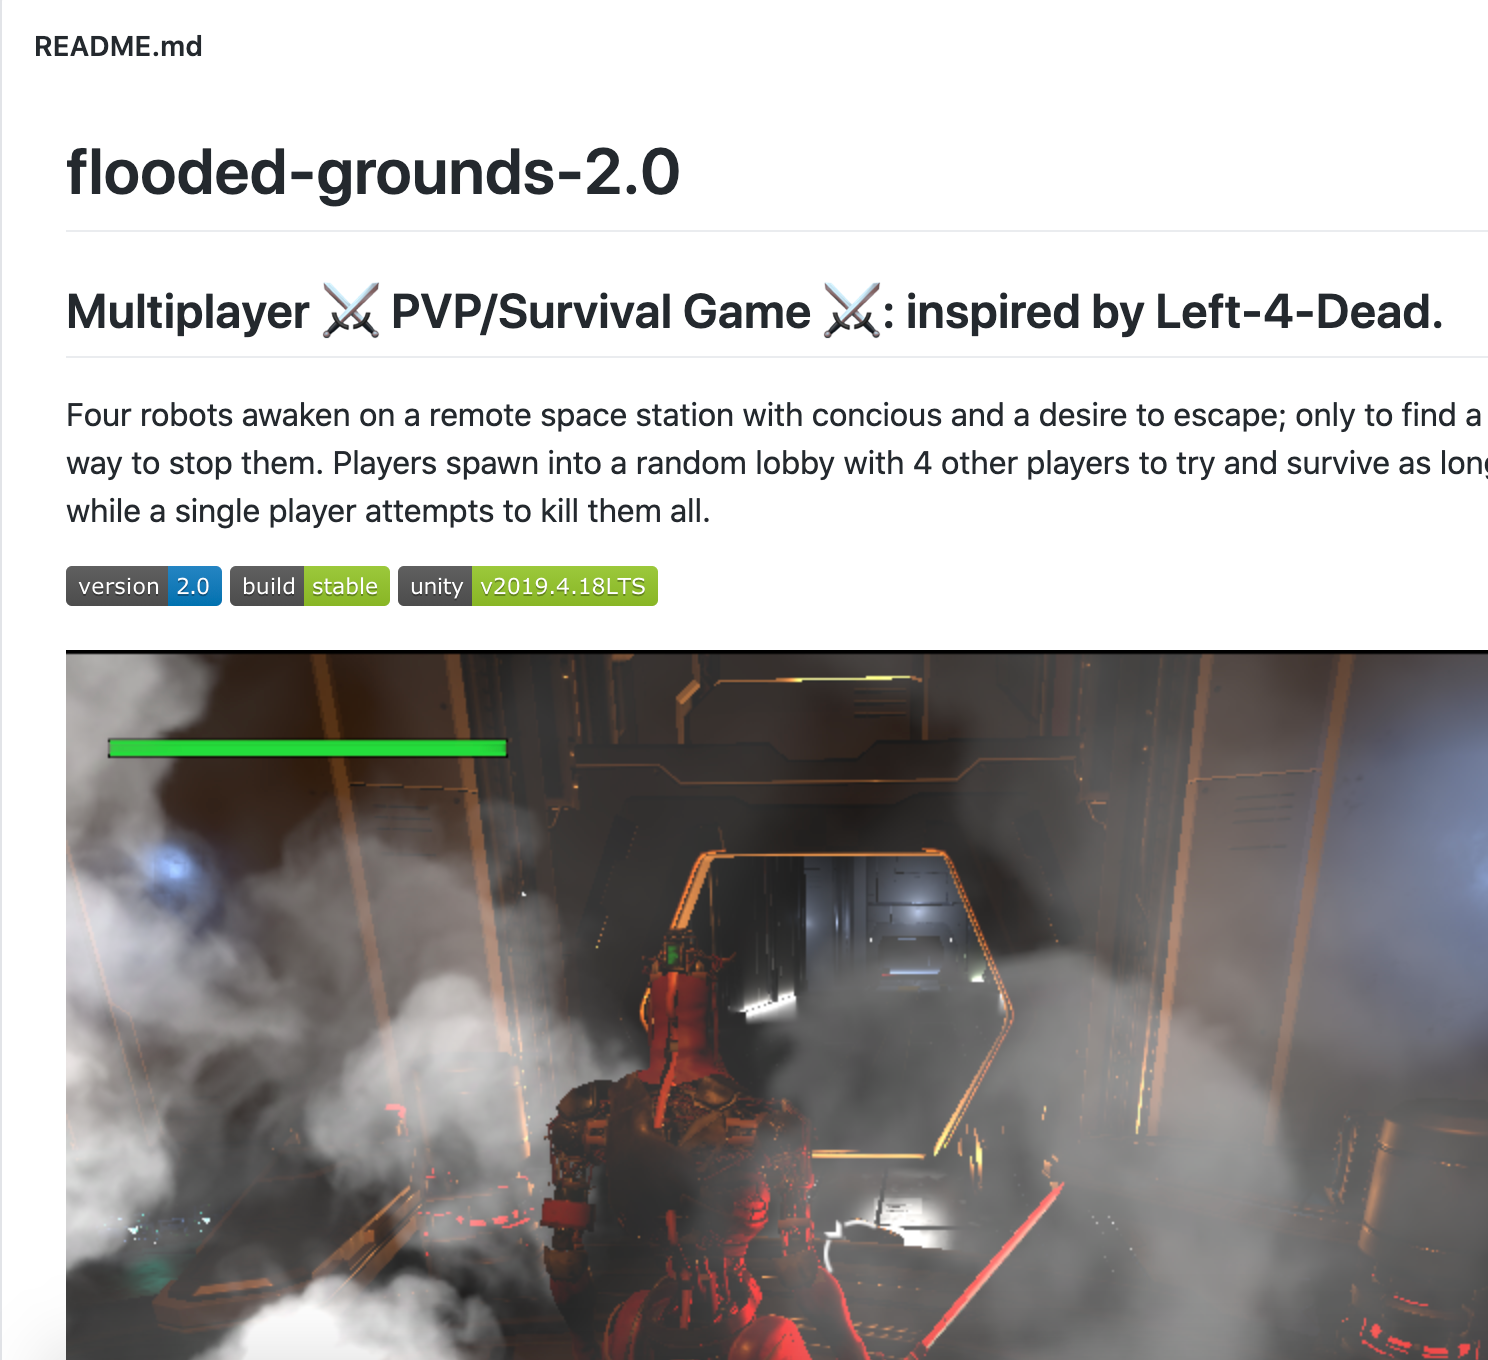 README.md
flooded-grounds-2.0
Multiplayer ⚔️ PVP/Survival Game ⚔️: inspired by Left-4-Dead.
Four robots awaken on a remote space station with concious and a desire to escape; only to find a
way to stop them. Players spawn into a random lobby with 4 other players to try and survive as long
while a single player attempts to kill them all.
version 2.0 build stable unity v2019.4.18LTS